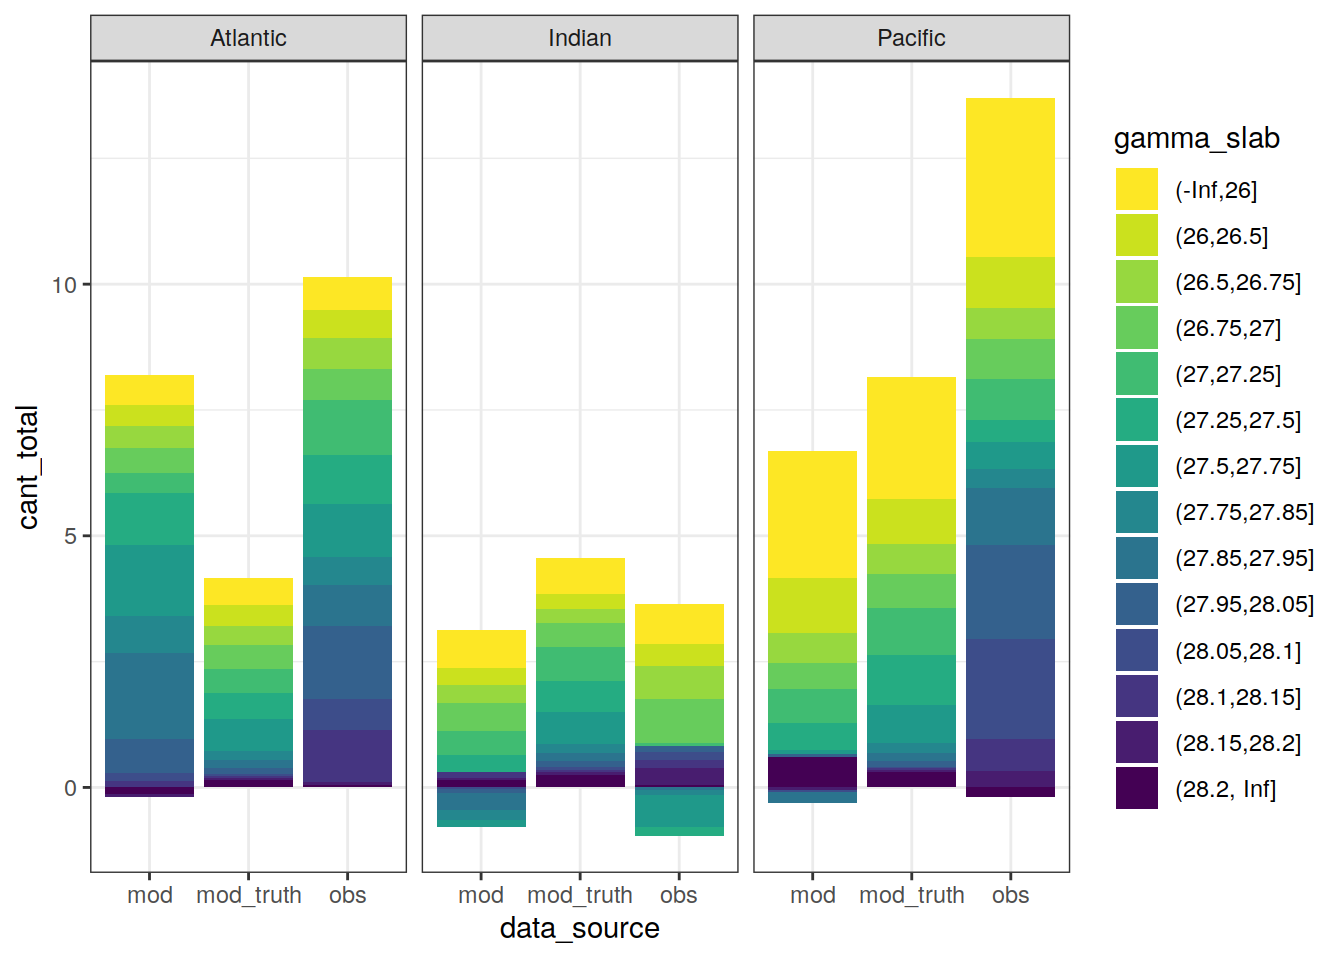 Atlantic
Indian
Pacific
cant_total
10
5
0
mod
mod_truth
obs
mod
mod_truth
obs
mod
mod_truth
obs
data_source
gamma_slab
(-Inf,26]
(26,26.5]
(26.5,26.75]
(26.75,27]
(27,27.25]
(27.25,27.5]
(27.5,27.75]
(27.75,27.85]
(27.85,27.95]
(27.95,28.05]
(28.05,28.1]
(28.1,28.15]
(28.15,28.2]
(28.2, Inf]